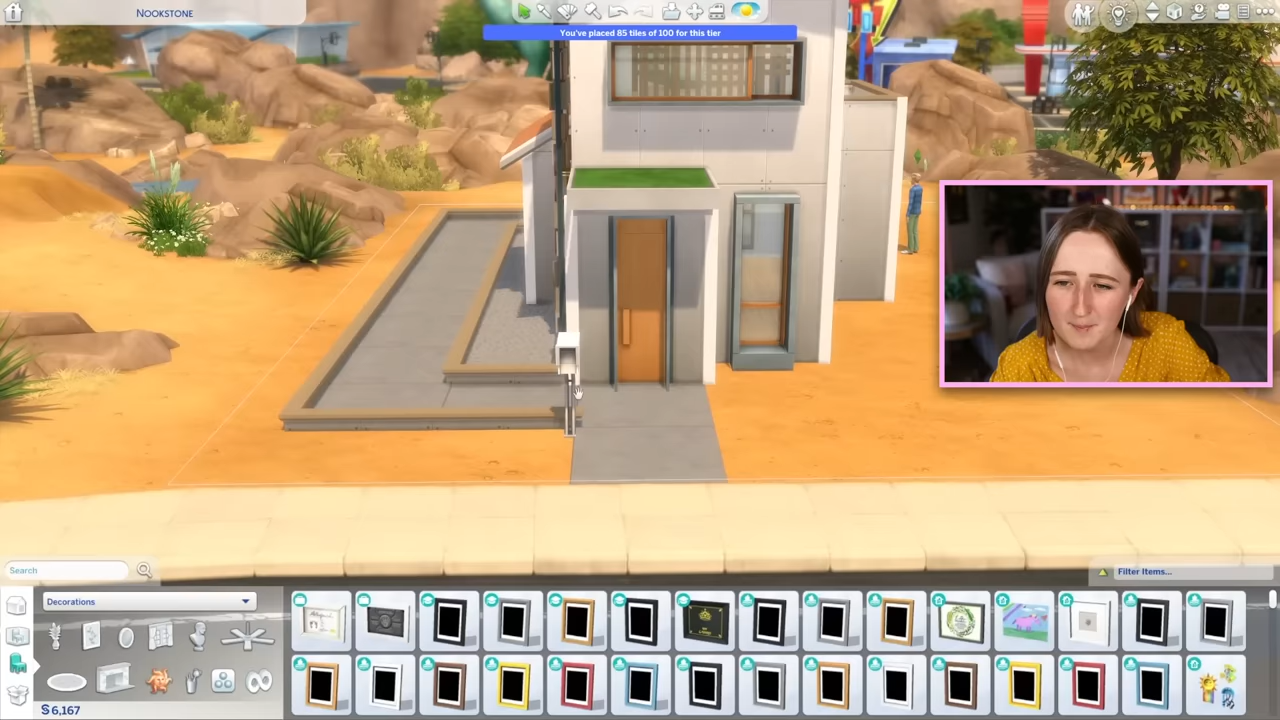 Nookstone
You've placed 85 tiles of 100 for this tier
Search
Filter Items...
Decorations
§6,167